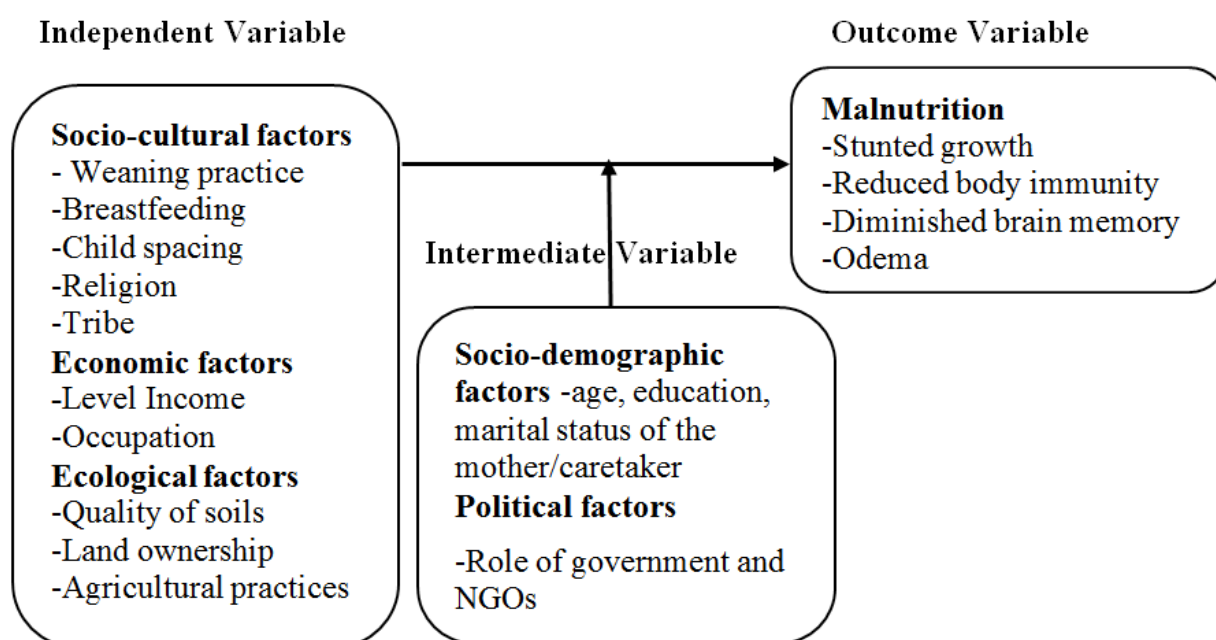 Independent Variable
Socio-cultural factors
- Weaning practice
-Breastfeeding
-Child spacing
-Religion
-Tribe
Economic factors
-Level Income
-Occupation
Ecological factors
-Quality of soils
-Land ownership
-Agricultural practices
Intermediate Variable
Socio-demographic
factors -age, education,
marital status of the
mother/caretaker
Political factors
-Role of government and
NGOs
Outcome Variable
Malnutrition
-Stunted growth
-Reduced body immunity
-Diminished brain memory
-Odema